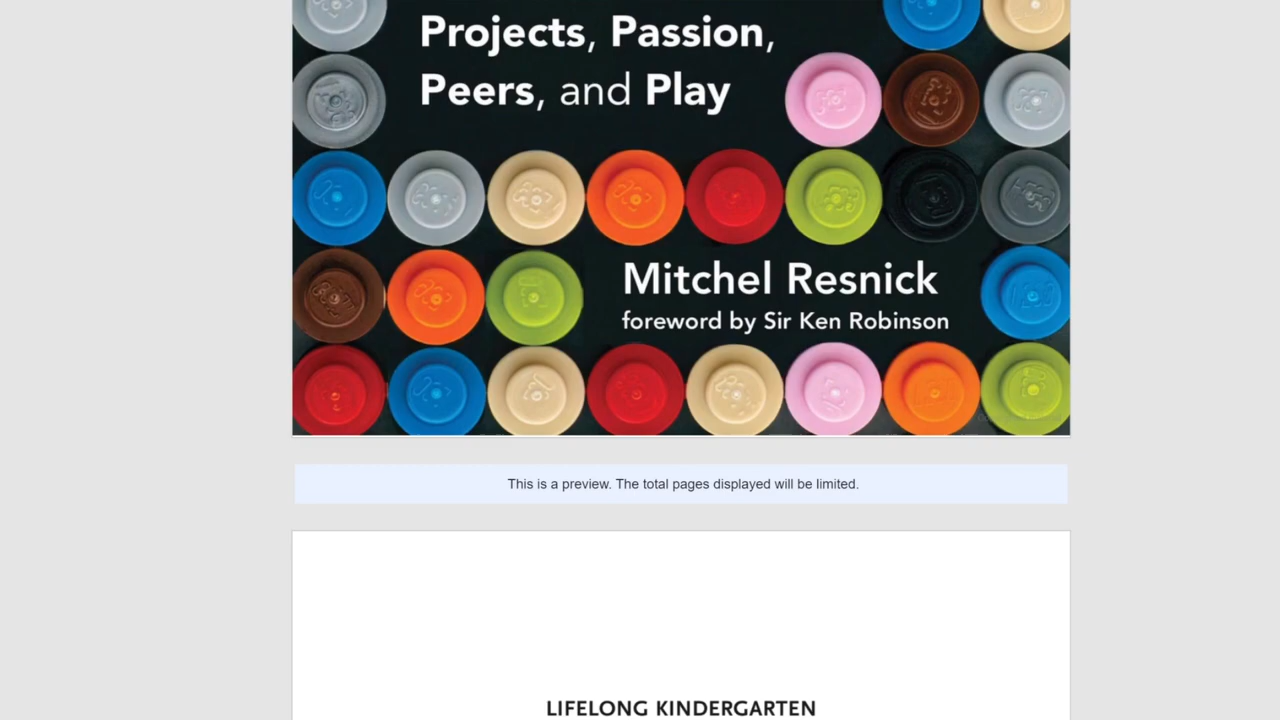 Projects, Passion,
Peers, and Play
Mitchel Resnick
foreword by Sir Ken Robinson
This is a preview. The total pages displayed will be limited.
LIFELONG KINDERGARTEN